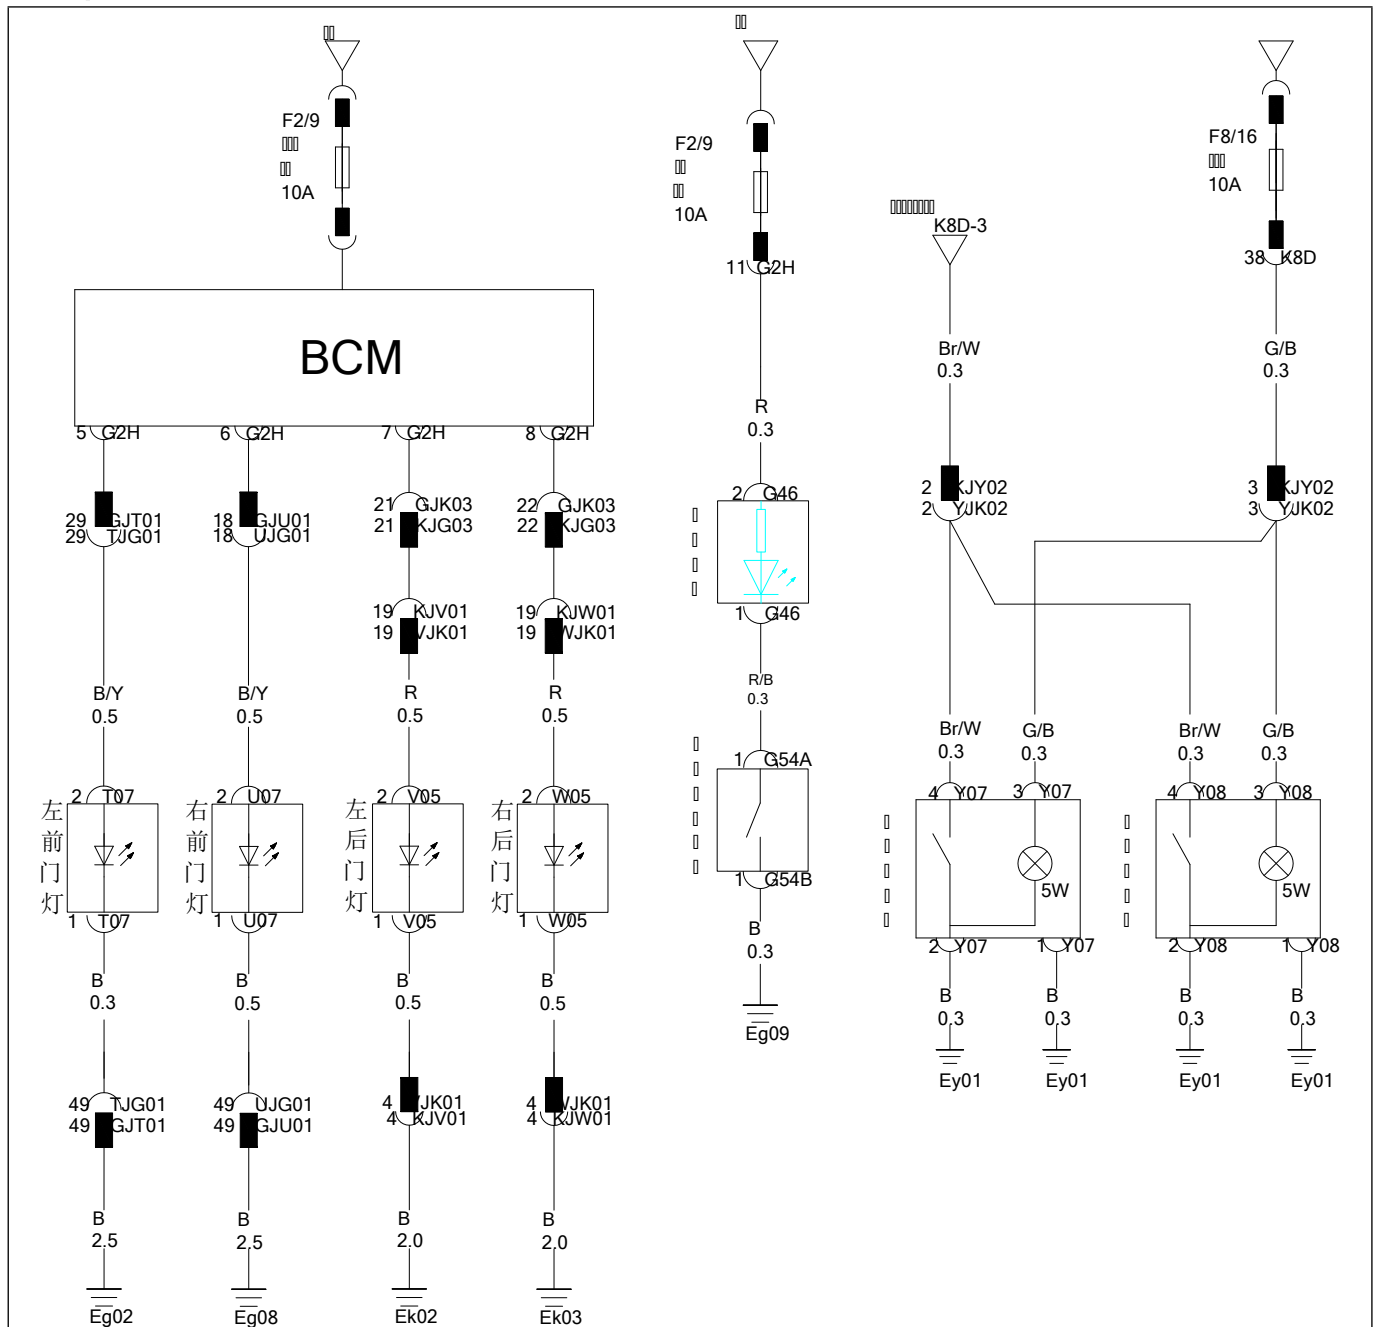 F2/9
10A
F2/9
10A
F8/16
10A
K8D-3
11 G2H
38 K8D
BCM
Br/W
0.3
G/B
0.3
R
0.3
5 G2H
6 G2H
7 G2H
8 G2H
2 G46
2 KJY02
2 YJK02
3 KJY02
3 YJK02
29 GJT01
29 TJG01
18 GJU01
18 UJG01
21 GJK03
21 KJG03
22 GJK03
22 KJG03
19 KJV01
19 VJK01
19 KJW01
19 WJK01
1 G46
B/Y
0.5
B/Y
0.5
R
0.5
R
0.5
R/B
0.3
Br/W
0.3
G/B
0.3
Br/W
0.3
G/B
0.3
1 G54A
2 T07
2 U07
2 V05
2 W05
4 Y07
3 Y07
4 Y08
3 Y08
左前门灯
右前门灯
左后门灯
右后门灯
5W
5W
1 G54B
1 T07
1 U07
1 V05
1 W05
2 Y07
1 Y07
2 Y08
1 Y08
B
0.3
B
0.3
B
0.5
B
0.5
B
0.5
B
0.3
B
0.3
B
0.3
B
0.3
Eg09
Ey01
Ey01
Ey01
Ey01
49 TJG01
49 GJT01
49 UJG01
49 GJU01
4 VJK01
4 KJV01
4 WJK01
4 KJW01
B
2.5
B
2.5
B
2.0
B
2.0
Eg02
Eg08
Ek02
Ek03